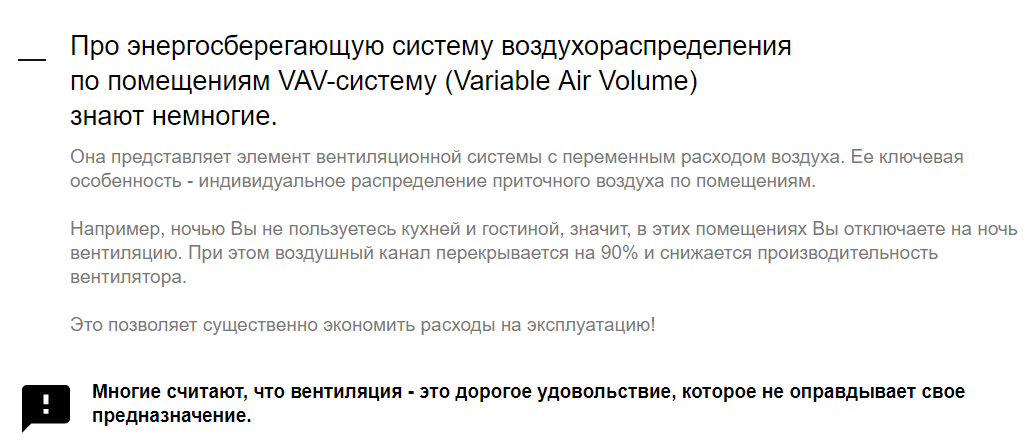 Про энергосберегающую систему воздухораспределения
по помещениям VAV-систему (Variable Air Volume)
знают немногие.
Она представляет элемент вентиляционной системы с переменным расходом воздуха. Ее ключевая
особенность - индивидуальное распределение приточного воздуха по помещениям.
Например, ночью Вы не пользуетесь кухней и гостиной, значит, в этих помещениях Вы отключаете на ночь
вентиляцию. При этом воздушный канал перекрывается на 90% и снижается производительность
вентилятора.
Это позволяет существенно экономить расходы на эксплуатацию!
Многие считают, что вентиляция - это дорогое удовольствие, которое не оправдывает свое
предназначение.